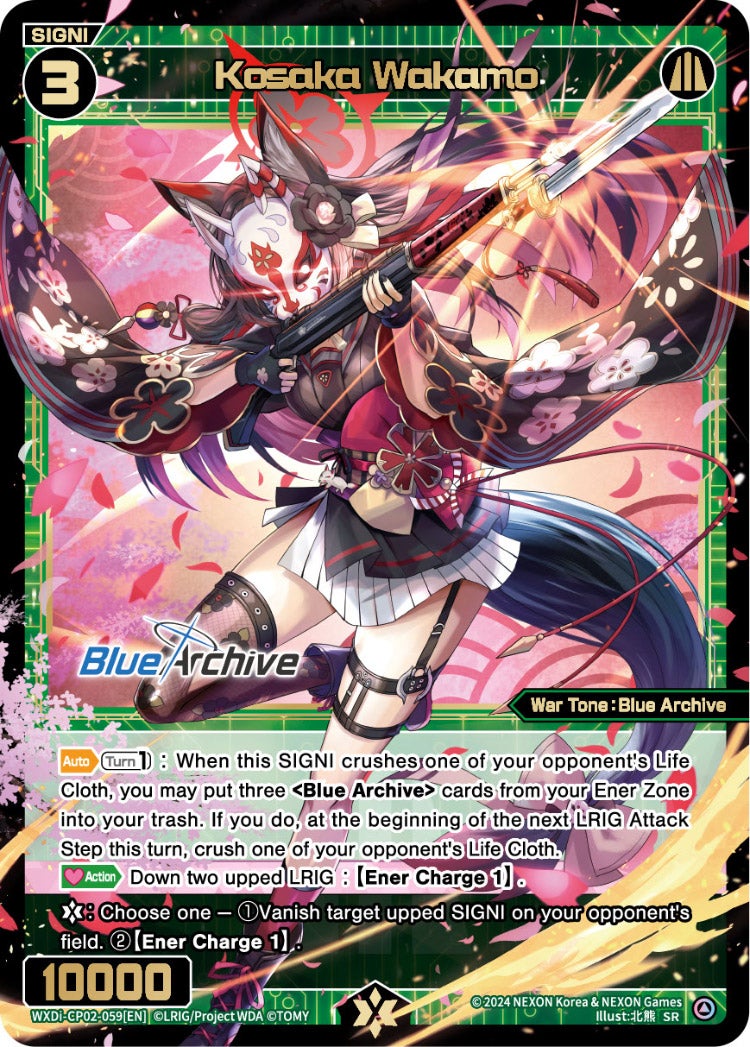 SIGNI
3
Kosaka Wakamo
Blue Archive
War Tone：Blue Archive
Auto Turn 1 : When this SIGNI crushes one of your opponent's Life
Cloth, you may put three <Blue Archive> cards from your Ener Zone
into your trash. If you do, at the beginning of the next LRIG Attack
Step this turn, crush one of your opponent's Life Cloth.
Action Down two upped LRIG：【Ener Charge 1】.
: Choose one － ①Vanish target upped SIGNI on your opponent's
field. ②【Ener Charge 1】.
10000
WXDi-CP02-059[EN] ©LRIG/Project WDA ©TOMY
©2024 NEXON Korea & NEXON Games
Illust:北熊 SR